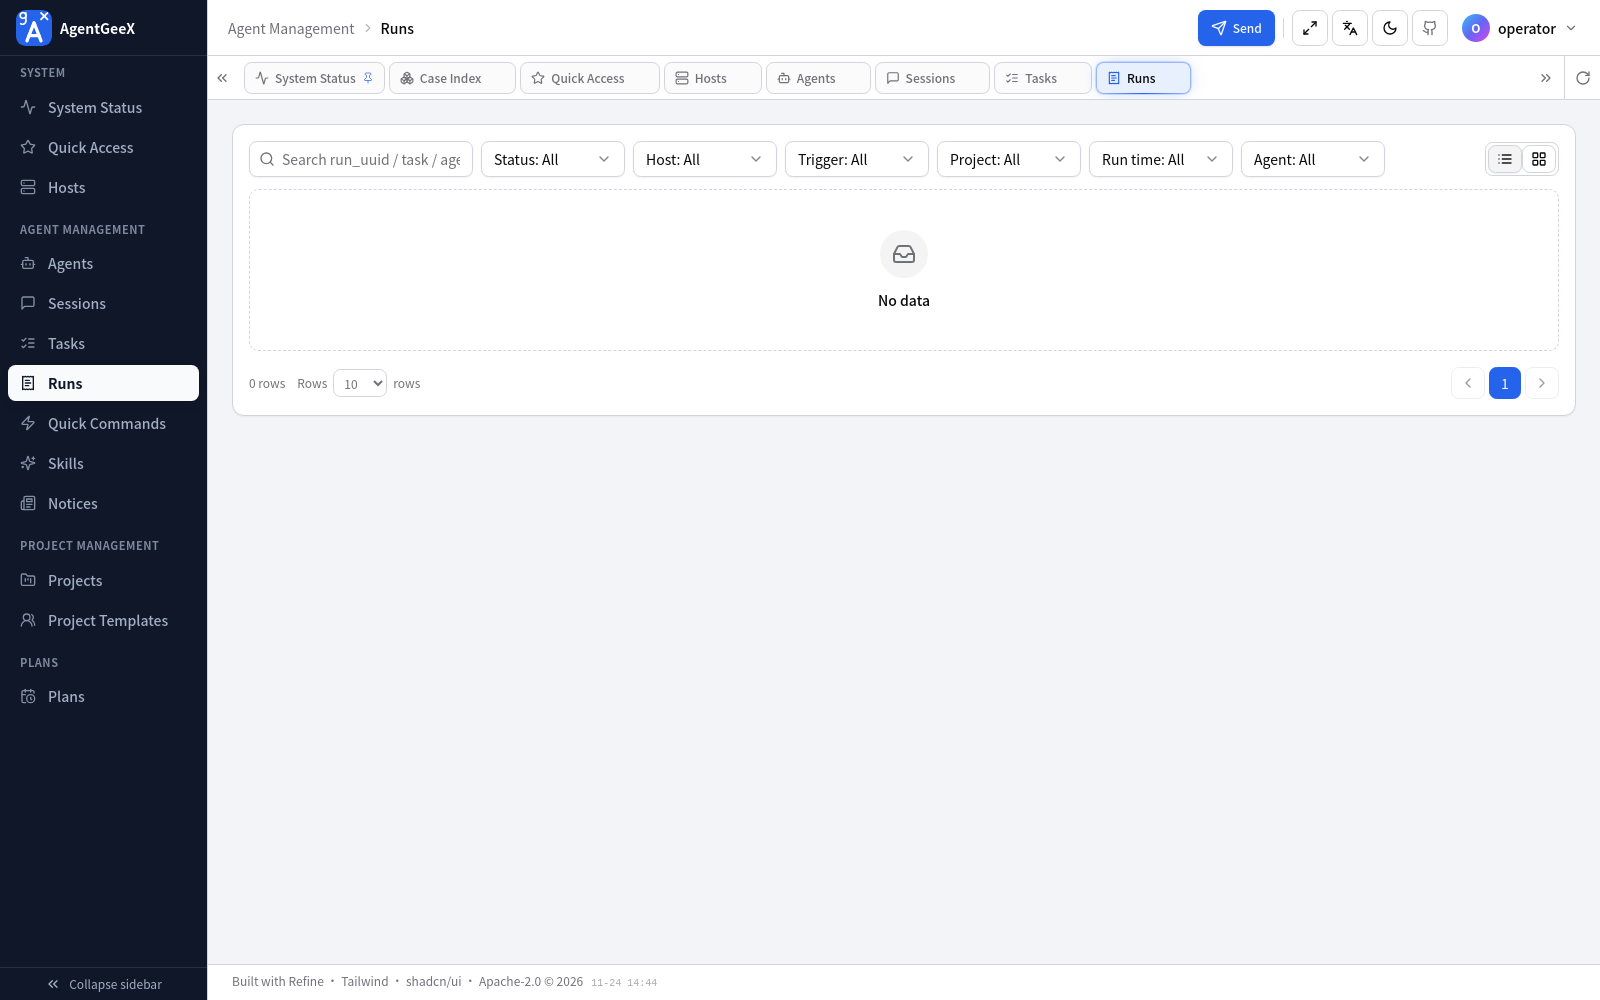 AgentGeeX
SYSTEM
System Status
Quick Access
Hosts
AGENT MANAGEMENT
Agents
Sessions
Tasks
Runs
Quick Commands
Skills
Notices
PROJECT MANAGEMENT
Projects
Project Templates
PLANS
Plans
Collapse sidebar
Agent Management > Runs
Send
O operator
System Status
Case Index
Quick Access
Hosts
Agents
Sessions
Tasks
Runs
Search run_uuid / task / age
Status: All
Host: All
Trigger: All
Project: All
Run time: All
Agent: All
No data
0 rows Rows 10 rows
1
Built with Refine • Tailwind • shadcn/ui • Apache-2.0 © 2026 11-24 14:44